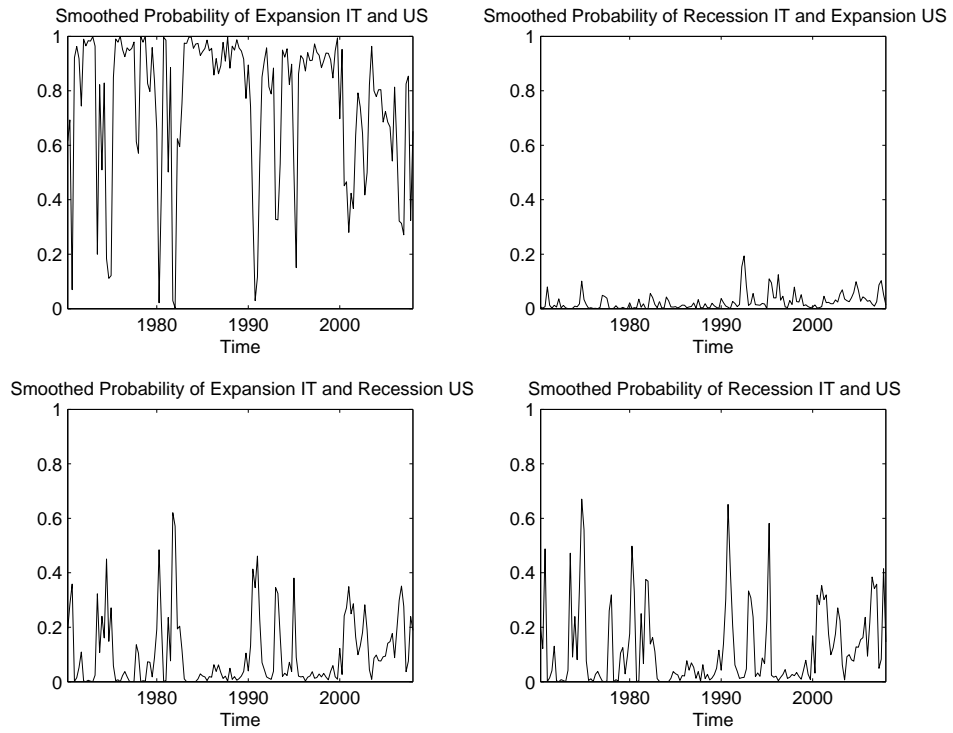 Smoothed Probability of Expansion IT and US
1
0.8
0.6
0.4
0.2
0
1980 1990 2000
Time
Smoothed Probability of Recession IT and Expansion US
1
0.8
0.6
0.4
0.2
0
1980 1990 2000
Time
Smoothed Probability of Expansion IT and Recession US
1
0.8
0.6
0.4
0.2
0
1980 1990 2000
Time
Smoothed Probability of Recession IT and US
1
0.8
0.6
0.4
0.2
0
1980 1990 2000
Time